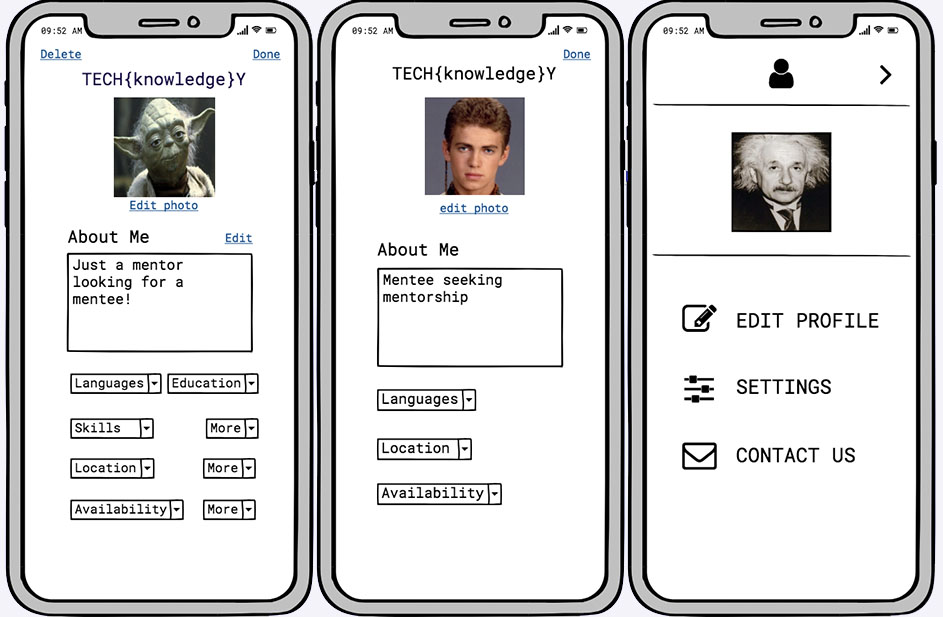 09:52 AM
Delete
Done
TECH{knowledge}Y
Edit photo
About Me
Edit
Just a mentor
looking for a
mentee!
Languages
Education
Skills
More
Location
More
Availability
More
09:52 AM
Done
TECH{knowledge}Y
edit photo
About Me
Mentee seeking
mentorship
Languages
Location
Availability
09:52 AM
EDIT PROFILE
SETTINGS
CONTACT US